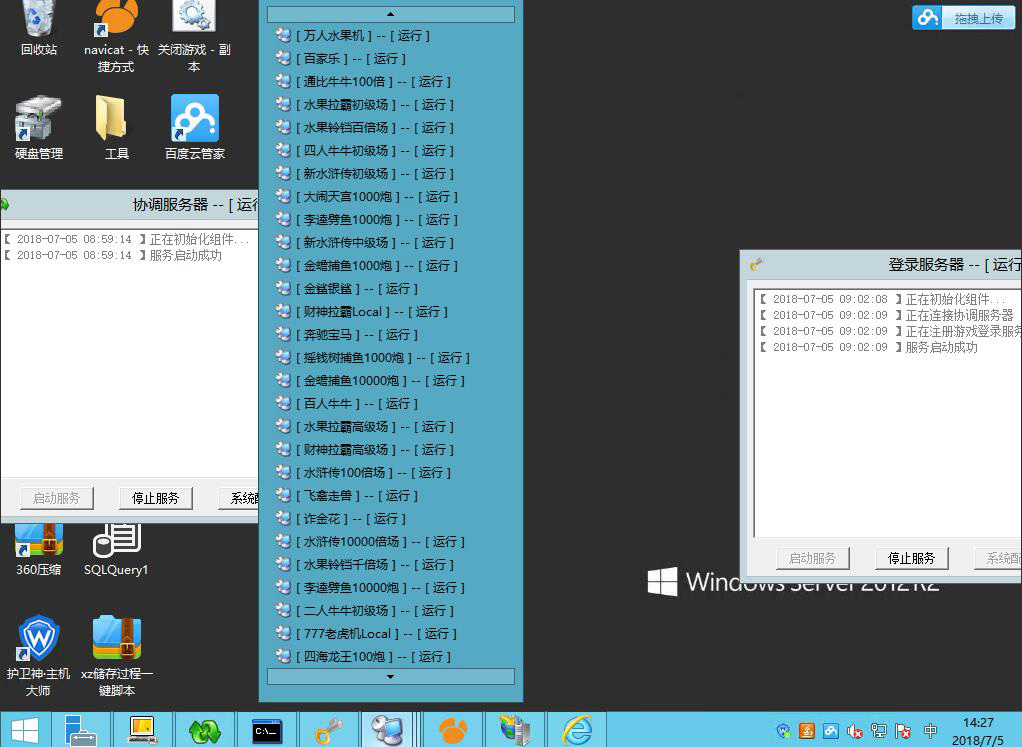 回收站
navicat - 快
捷方式
关闭游戏 - 副
本
硬盘管理
工具
百度云管家
协调服务器 -- [ 运行
【 2018-07-05 08:59:14 】正在初始化组件...
【 2018-07-05 08:59:14 】服务启动成功
启动服务
停止服务
360压缩
SQLQuery1
护卫神·主机
大师
xz储存过程一
键脚本
[ 万人水果机 ] -- [ 运行 ]
[ 百家乐 ] -- [ 运行 ]
[ 通比牛牛100倍 ] -- [ 运行 ]
[ 水果拉霸初级场 ] -- [ 运行 ]
[ 水果铃铛百倍场 ] -- [ 运行 ]
[ 四人牛牛初级场 ] -- [ 运行 ]
[ 新水浒传初级场 ] -- [ 运行 ]
[ 大闹天宫1000炮 ] -- [ 运行 ]
[ 李逵劈鱼1000炮 ] -- [ 运行 ]
[ 新水浒传中级场 ] -- [ 运行 ]
[ 金蟾捕鱼1000炮 ] -- [ 运行 ]
[ 金鲨银鲨 ] -- [ 运行 ]
[ 财神拉霸Local ] -- [ 运行 ]
[ 奔驰宝马 ] -- [ 运行 ]
[ 摇钱树捕鱼1000炮 ] -- [ 运行 ]
[ 金蟾捕鱼10000炮 ] -- [ 运行 ]
[ 百人牛牛 ] -- [ 运行 ]
[ 水果拉霸高级场 ] -- [ 运行 ]
[ 财神拉霸高级场 ] -- [ 运行 ]
[ 水浒传100倍场 ] -- [ 运行 ]
[ 飞禽走兽 ] -- [ 运行 ]
[ 诈金花 ] -- [ 运行 ]
[ 水浒传10000倍场 ] -- [ 运行 ]
[ 水果铃铛千倍场 ] -- [ 运行 ]
[ 李逵劈鱼10000炮 ] -- [ 运行 ]
[ 二人牛牛初级场 ] -- [ 运行 ]
[ 777老虎机Local ] -- [ 运行 ]
[ 四海龙王100炮 ] -- [ 运行 ]
拖拽上传
登录服务器 -- [ 运行
【 2018-07-05 09:02:08 】正在初始化组件...
【 2018-07-05 09:02:09 】正在连接协调服务器
【 2018-07-05 09:02:09 】正在注册游戏登录服务
【 2018-07-05 09:02:09 】服务启动成功
启动服务
停止服务
Windows Server 2012 R2
C:\_
中
14:27
2018/7/5